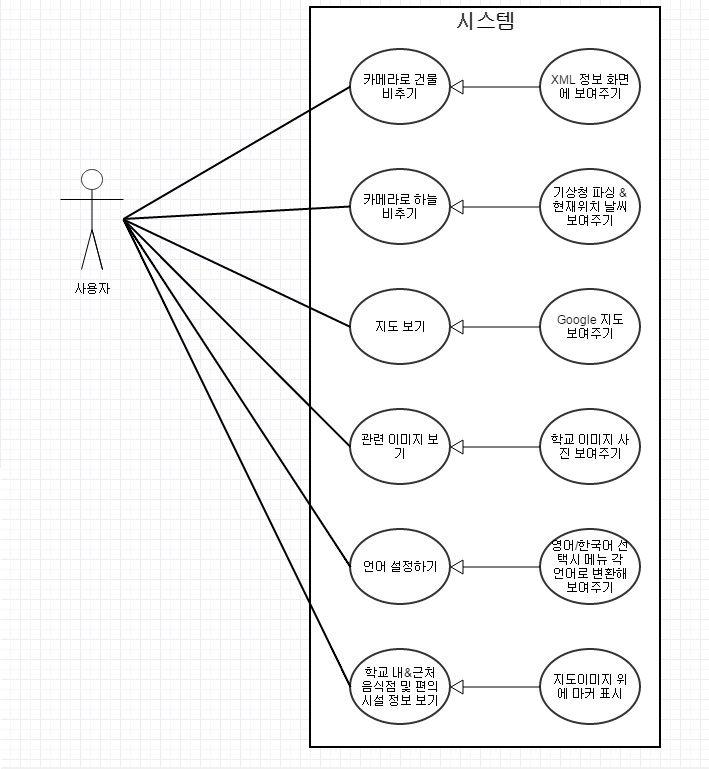 시스템
카메라로 건물
비추기
XML 정보 화면
에 보여주기
카메라로 하늘
비추기
기상청 파싱 &
현재위치 날씨
보여주기
사용자
지도 보기
Google 지도
보여주기
관련 이미지 보
기
학교 이미지 사
진 보여주기
언어 설정하기
영어/한국어 선
택시 메뉴 각
언어로 변환해
보여주기
학교 내&근처
음식점 및 편의
시설 정보 보기
지도이미지 위
에 마커 표시